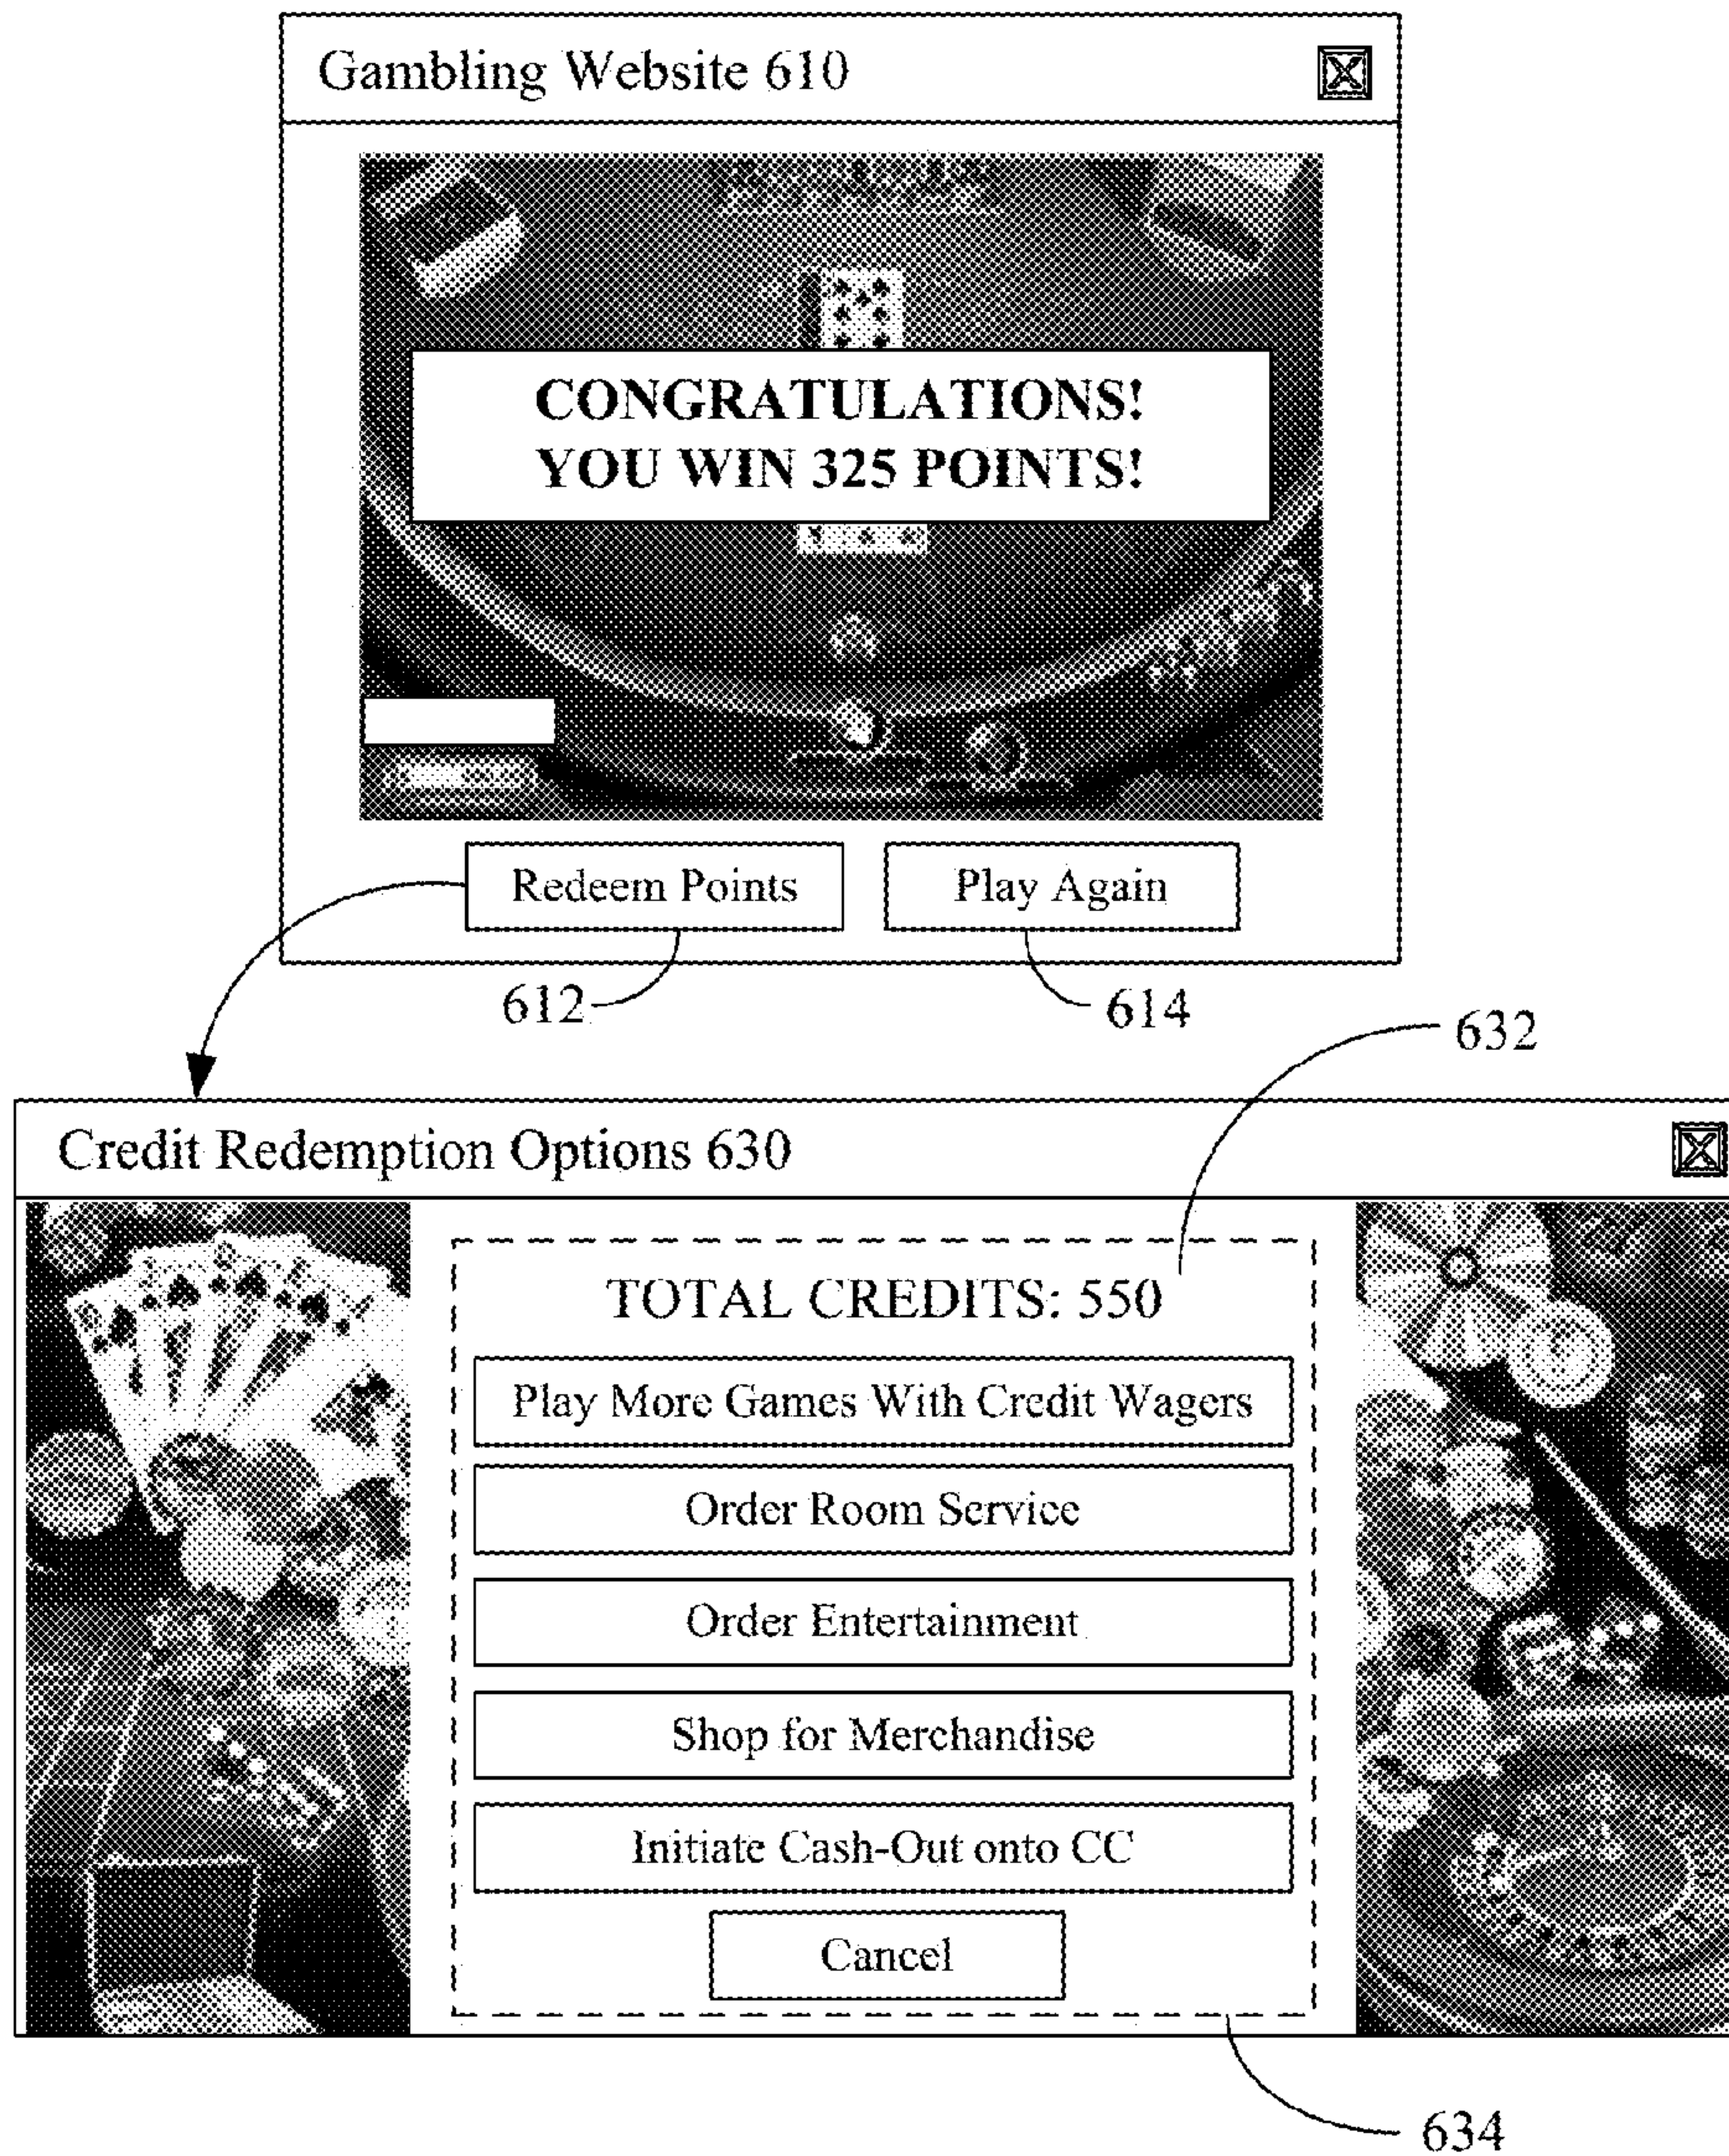 Gambling Website 610
CONGRATULATIONS!
YOU WIN 325 POINTS!
Redeem Points
Play Again
612
614
632
Credit Redemption Options 630
TOTAL CREDITS: 550
Play More Games With Credit Wagers
Order Room Service
Order Entertainment
Shop for Merchandise
Initiate Cash-Out onto CC
Cancel
634